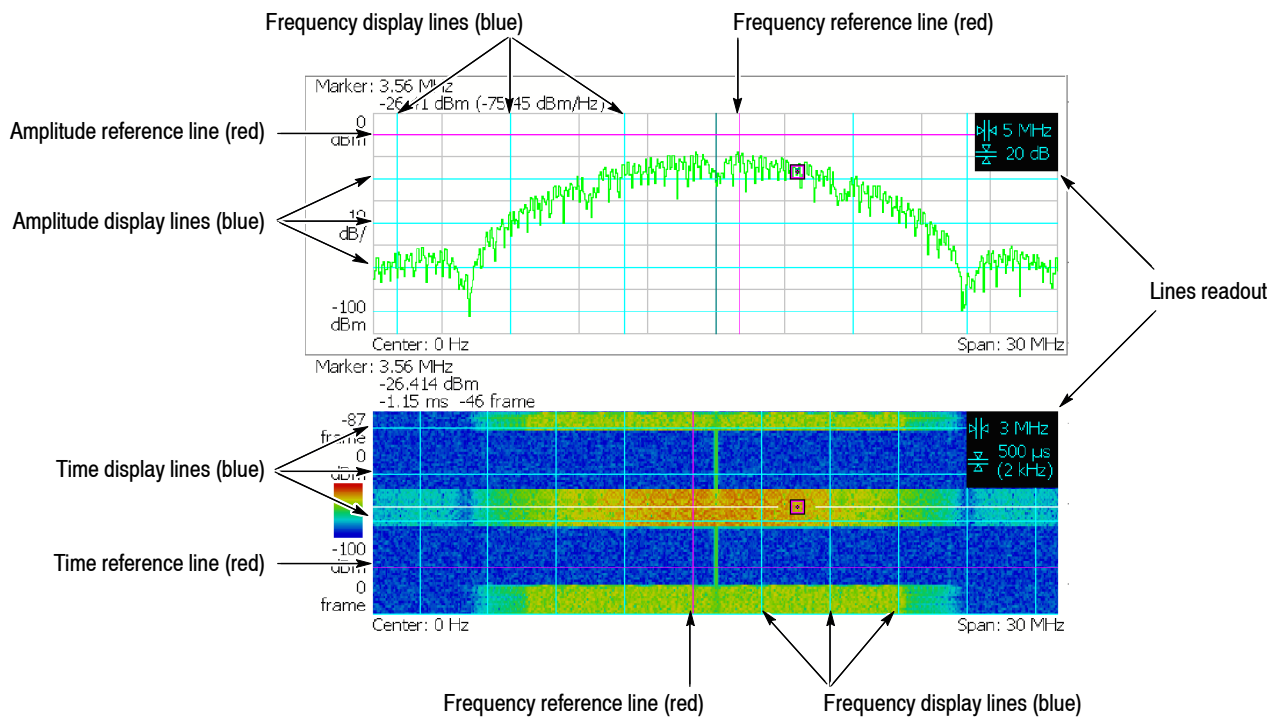 Frequency display lines (blue)
Frequency reference line (red)
Marker: 3.56 MHz
dBm (-75.45 dBm/Hz)
Amplitude reference line (red)
0
dBm
5 MHz
20 dB
Amplitude display lines (blue)
10
dB/
Lines readout
-100
dBm
Center: 0 Hz
Span: 30 MHz
Marker: 3.56 MHz
-26.414 dBm
-1.15 ms -46 frame
-87
frame
3 MHz
500 µs
(2 kHz)
Time display lines (blue)
0
dBm
Time reference line (red)
-100
dBm
0
frame
Center: 0 Hz
Span: 30 MHz
Frequency reference line (red)
Frequency display lines (blue)